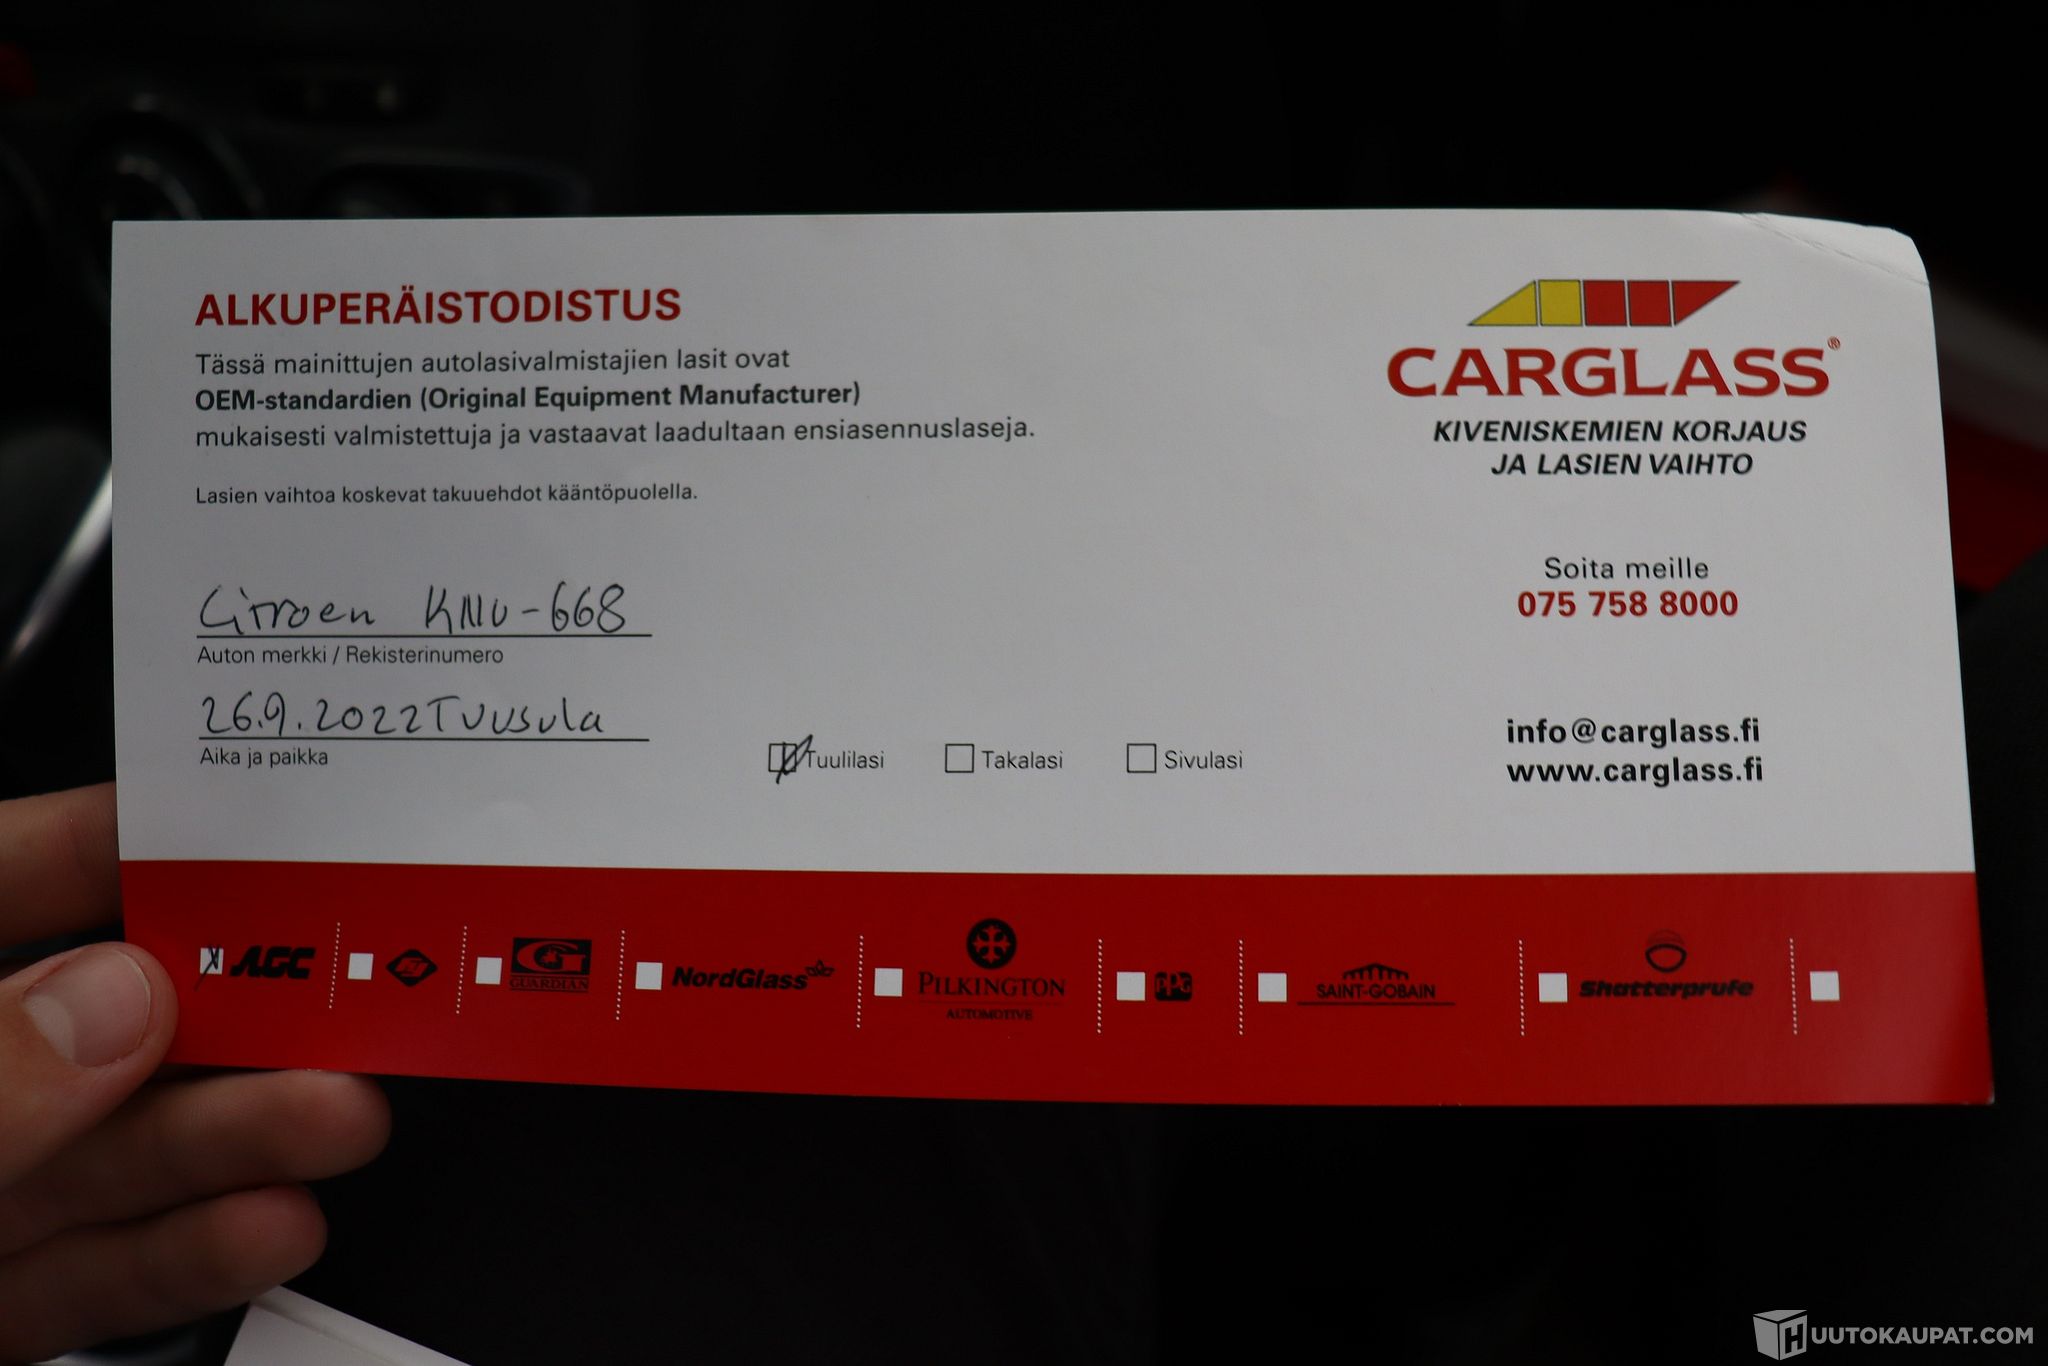 ALKUPERÄISTODISTUS
Tässä mainittujen autolasivalmistajien lasit ovat
OEM-standardien (Original Equipment Manufacturer)
mukaisesti valmistettuja ja vastaavat laadultaan ensiasennuslaseja.
Lasien vaihtoa koskevat takuuehdot kääntöpuolella.
Citroen KNU-668
Auton merkki / Rekisterinumero
26.9.2022 Tuusula
Aika ja paikka
Tuulilasi
Takalasi
Sivulasi
CARGLASS®
KIVENISKEMIEN KORJAUS
JA LASIEN VAIHTO
Soita meille
075 758 8000
info@carglass.fi
www.carglass.fi
AGC
G
GUARDIAN
NordGlass
PILKINGTON
AUTOMOTIVE
PPG
SAINT-GOBAIN
Shatterprufe
HUUTOKAUPAT.COM